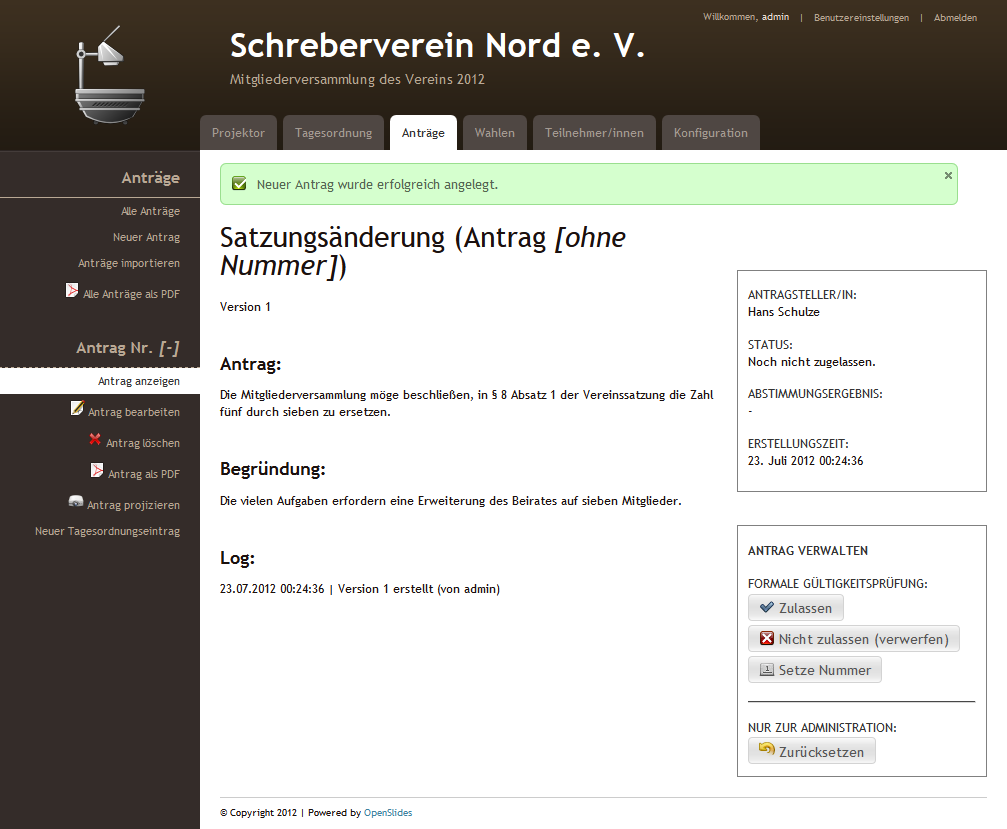 Willkommen, admin | Benutzereinstellungen | Abmelden
Schreberverein Nord e. V.
Mitgliederversammlung des Vereins 2012
Projektor Tagesordnung Anträge Wahlen Teilnehmer/innen Konfiguration
Anträge
Alle Anträge
Neuer Antrag
Anträge importieren
Alle Anträge als PDF
Antrag Nr. [-]
Antrag anzeigen
Antrag bearbeiten
Antrag löschen
Antrag als PDF
Antrag projizieren
Neuer Tagesordnungseintrag
Neuer Antrag wurde erfolgreich angelegt.
Satzungsänderung (Antrag [ohne
Nummer])
Version 1
Antrag:
Die Mitgliederversammlung möge beschließen, in § 8 Absatz 1 der Vereinssatzung die Zahl
fünf durch sieben zu ersetzen.
Begründung:
Die vielen Aufgaben erfordern eine Erweiterung des Beirates auf sieben Mitglieder.
Log:
23.07.2012 00:24:36 | Version 1 erstellt (von admin)
ANTRAGSTELLER/IN:
Hans Schulze
STATUS:
Noch nicht zugelassen.
ABSTIMMUNGSERGEBNIS:
-
ERSTELLUNGSZEIT:
23. Juli 2012 00:24:36
ANTRAG VERWALTEN
FORMALE GÜLTIGKEITSPRÜFUNG:
Zulassen
Nicht zulassen (verwerfen)
Setze Nummer
NUR ZUR ADMINISTRATION:
Zurücksetzen
© Copyright 2012 | Powered by OpenSlides